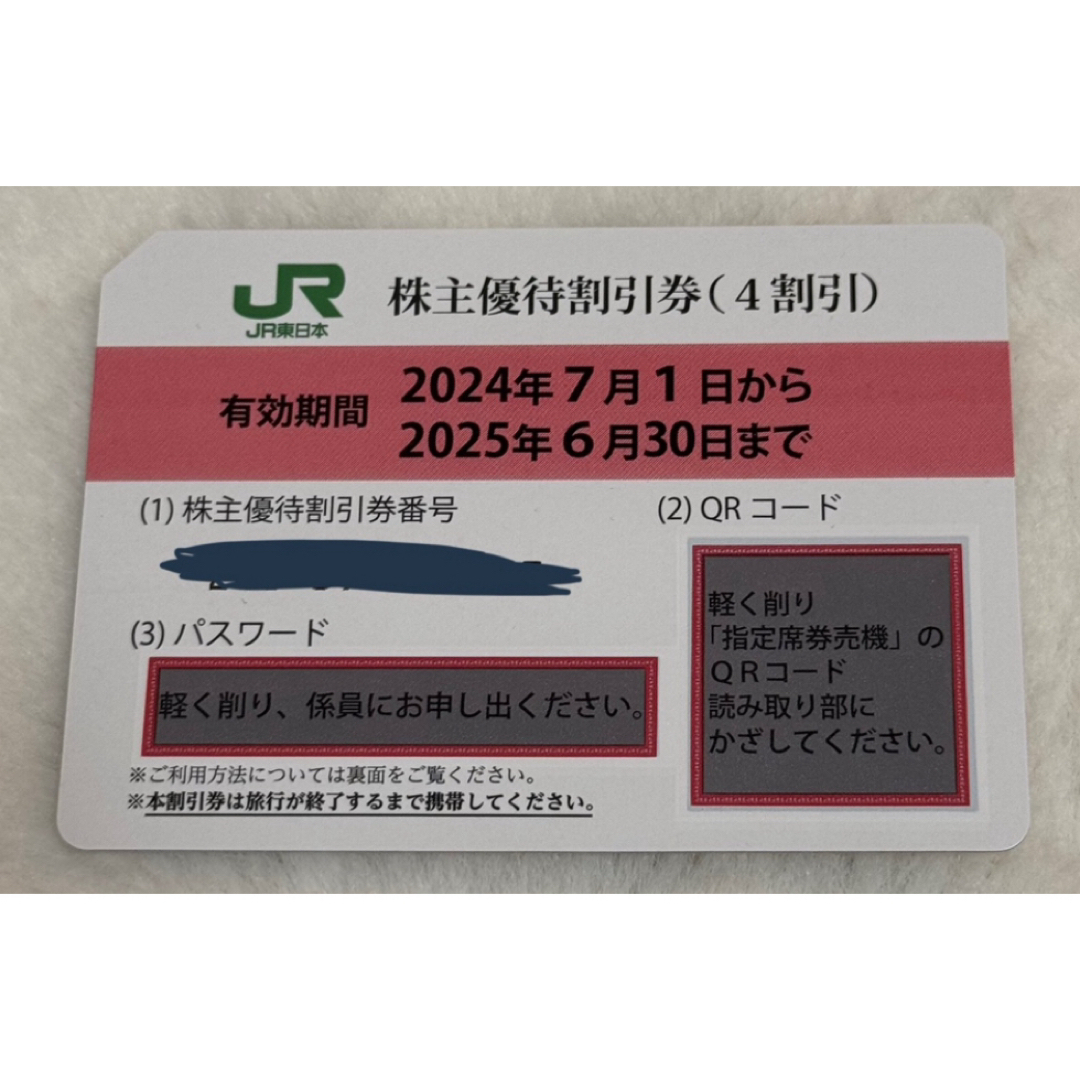 JR
JR東日本
株主優待割引券(4割引)
有効期間
2024年7月1日から
2025年6月30日まで
(1) 株主優待割引券番号
(2) QRコード
(3) パスワード
軽く削り、係員にお申し出ください。
軽く削り
「指定席券売機」の
QRコード
読み取り部に
かざしてください。
※ご利用方法については裏面をご覧ください。
※本割引券は旅行が終了するまで携帯してください。